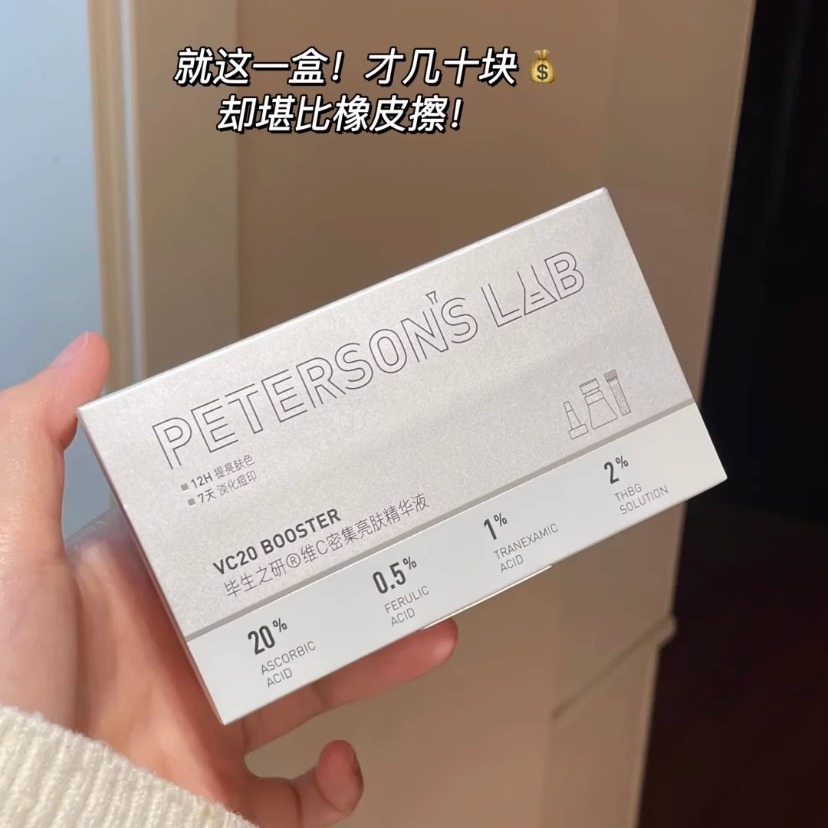 就这一盒！才几十块💰
却堪比橡皮擦！
PETERSON'S LAB
12H 提亮肤色
7天 淡化痘印
VC20 BOOSTER
毕生之研®维C密集亮肤精华液
20%
ASCORBIC
ACID
0.5%
FERULIC
ACID
1%
TRANEXAMIC
ACID
2%
THBG
SOLUTION